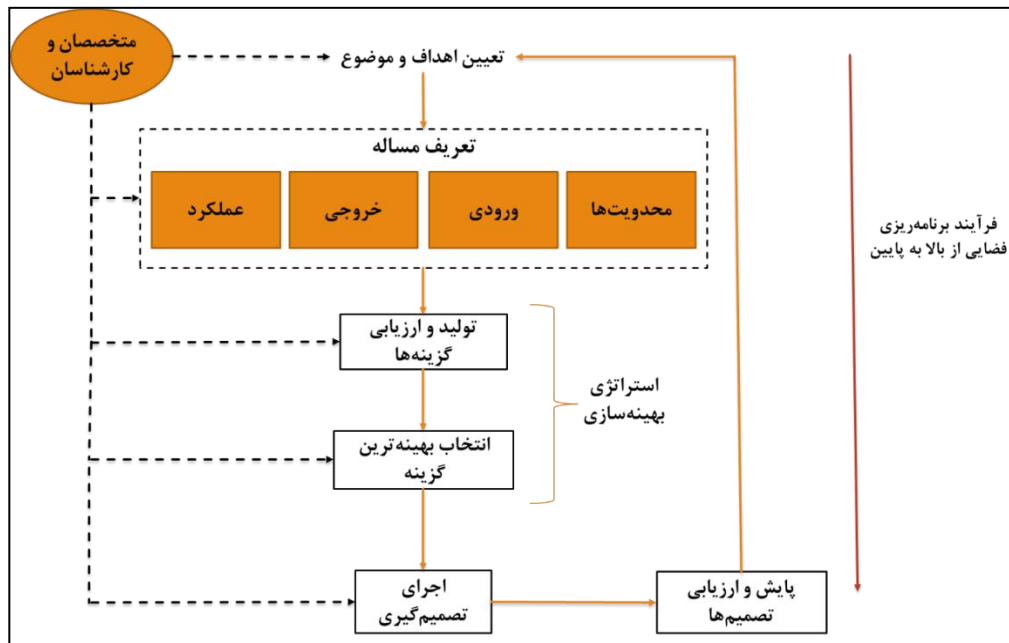 متخصصان و
کارشناسان
تعیین اهداف و موضوع
تعریف مساله
محدویت‌ها
ورودی
خروجی
عملکرد
فرآیند برنامه‌ریزی
فضایی از بالا به پایین
تولید و ارزیابی
گزینه‌ها
استراتژی
بهینه‌سازی
انتخاب بهینه‌ترین
گزینه
اجرای
تصمیم‌گیری
پایش و ارزیابی
تصمیم‌ها